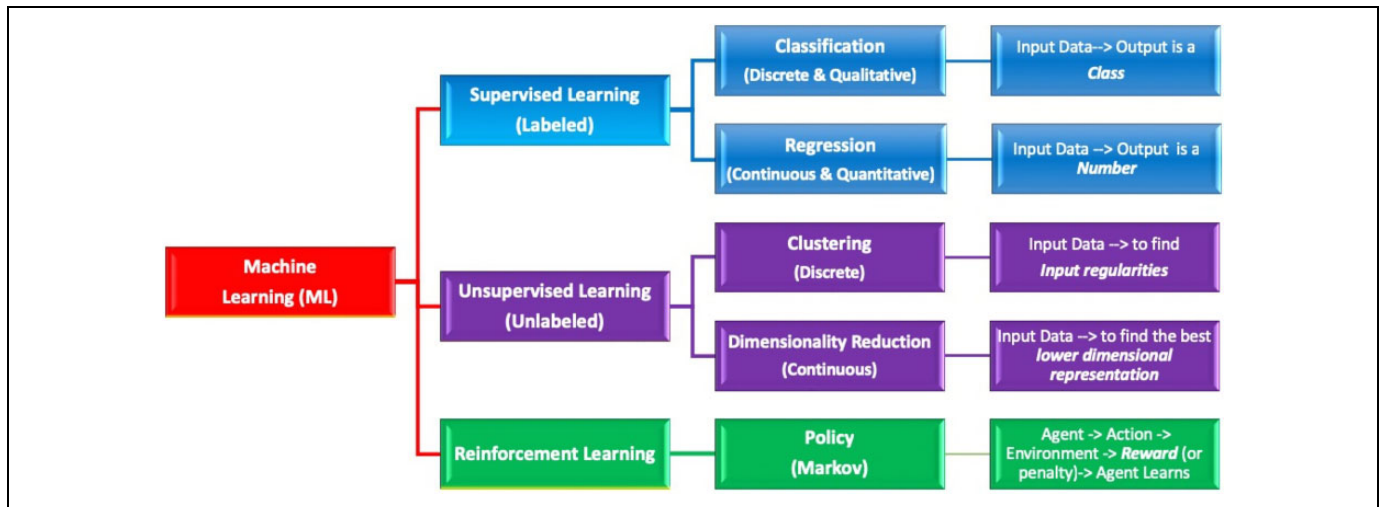 Machine
Learning (ML)
Supervised Learning
(Labeled)
Classification
(Discrete & Qualitative)
Input Data--> Output is a
Class
Regression
(Continuous & Quantitative)
Input Data --> Output is a
Number
Unsupervised Learning
(Unlabeled)
Clustering
(Discrete)
Input Data --> to find
Input regularities
Dimensionality Reduction
(Continuous)
Input Data --> to find the best
lower dimensional
representation
Reinforcement Learning
Policy
(Markov)
Agent -> Action ->
Environment -> Reward (or
penalty)-> Agent Learns